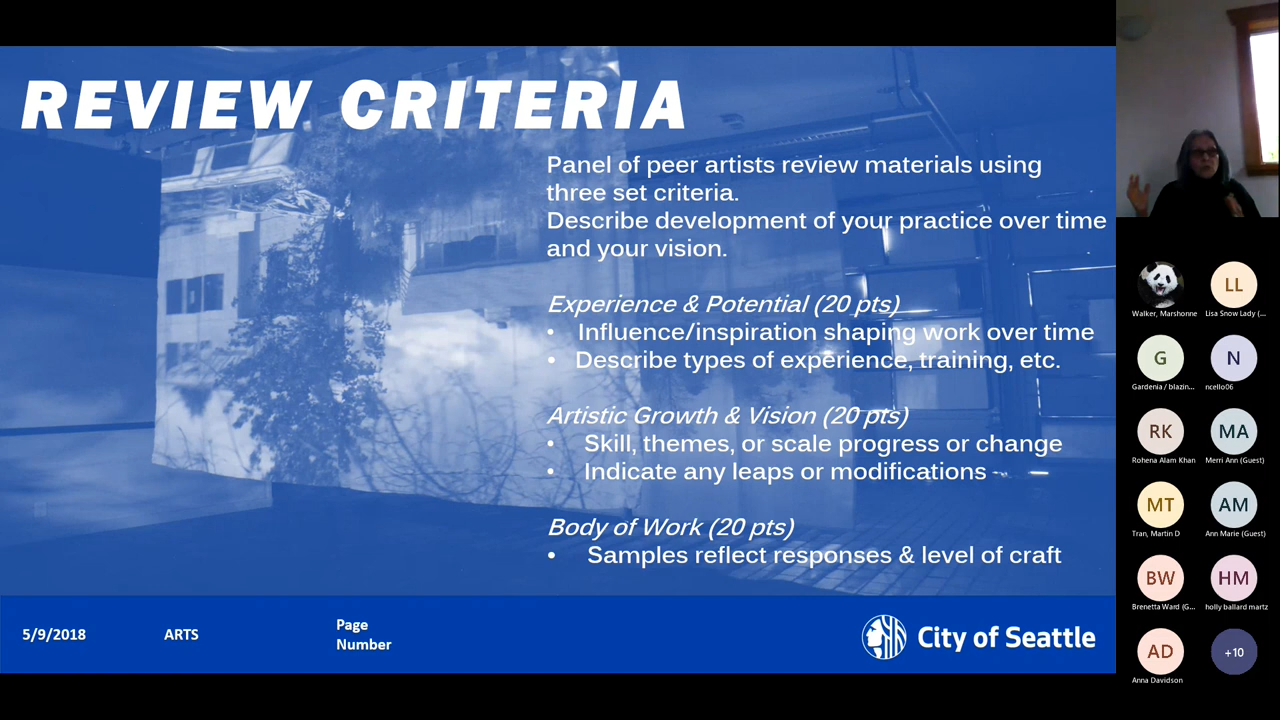 REVIEW CRITERIA
Panel of peer artists review materials using
three set criteria.
Describe development of your practice over time
and your vision.
Experience & Potential (20 pts)
• Influence/inspiration shaping work over time
• Describe types of experience, training, etc.
Artistic Growth & Vision (20 pts)
• Skill, themes, or scale progress or change
• Indicate any leaps or modifications
Body of Work (20 pts)
• Samples reflect responses & level of craft
5/9/2018
ARTS
Page
Number
City of Seattle
Walker, Marshonne
LL
Lisa Snow Lady (...
G
Gardenia / blazin...
N
ncello06
RK
Rohena Alam Khan
MA
Merri Ann (Guest)
MT
Tran, Martin D
AM
Ann Marie (Guest)
BW
Brenetta Ward (G...
HM
holly ballard martz
AD
Anna Davidson
+10